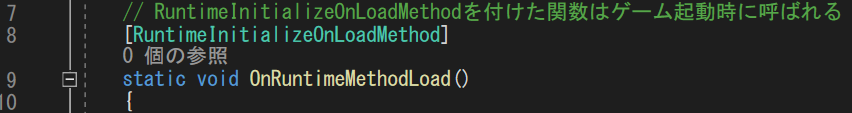 7 // RuntimeInitializeOnLoadMethodを付けた関数はゲーム起動時に呼ばれる
8 [RuntimeInitializeOnLoadMethod]
0 個の参照
9 static void OnRuntimeMethodLoad()
10 {